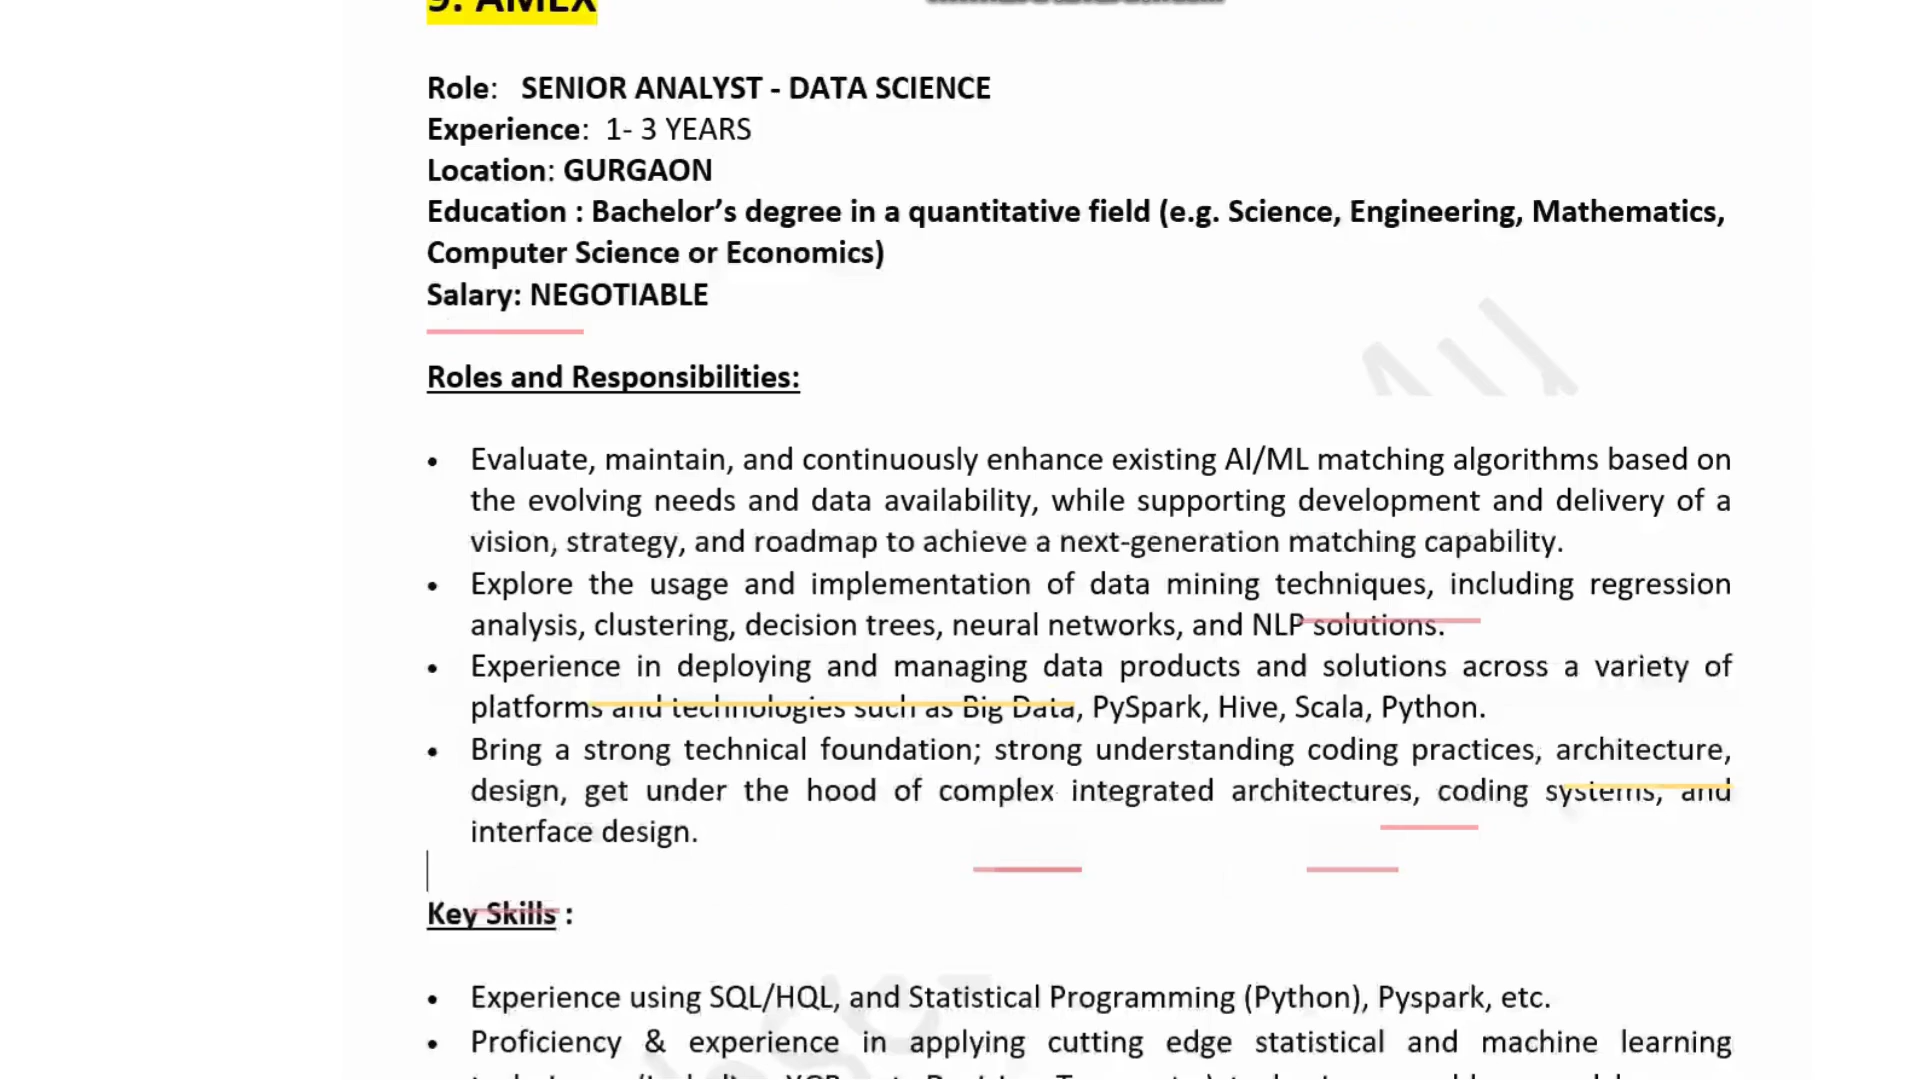 9. AMEX
Role: SENIOR ANALYST - DATA SCIENCE
Experience: 1- 3 YEARS
Location: GURGAON
Education : Bachelor’s degree in a quantitative field (e.g. Science, Engineering, Mathematics,
Computer Science or Economics)
Salary: NEGOTIABLE
Roles and Responsibilities:
• Evaluate, maintain, and continuously enhance existing AI/ML matching algorithms based on
the evolving needs and data availability, while supporting development and delivery of a
vision, strategy, and roadmap to achieve a next-generation matching capability.
• Explore the usage and implementation of data mining techniques, including regression
analysis, clustering, decision trees, neural networks, and NLP solutions.
• Experience in deploying and managing data products and solutions across a variety of
platforms and technologies such as Big Data, PySpark, Hive, Scala, Python.
• Bring a strong technical foundation; strong understanding coding practices, architecture,
design, get under the hood of complex integrated architectures, coding systems, and
interface design.
Key Skills :
• Experience using SQL/HQL, and Statistical Programming (Python), Pyspark, etc.
• Proficiency & experience in applying cutting edge statistical and machine learning